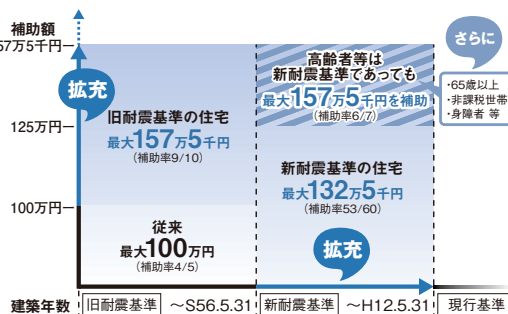 補助額
57万5千円
125万円
100万円
拡充
旧耐震基準の住宅
最大157万5千円
(補助率9/10)
従来
最大100万円
(補助率4/5)
高齢者等は
新耐震基準であっても
最大157万5千円を補助
(補助率6/7)
新耐震基準の住宅
最大132万5千円
(補助率53/60)
拡充
さらに
・65歳以上
・非課税世帯
・身障者 等
建築年数 旧耐震基準 ～S56.5.31 新耐震基準 ～H12.5.31 現行基準